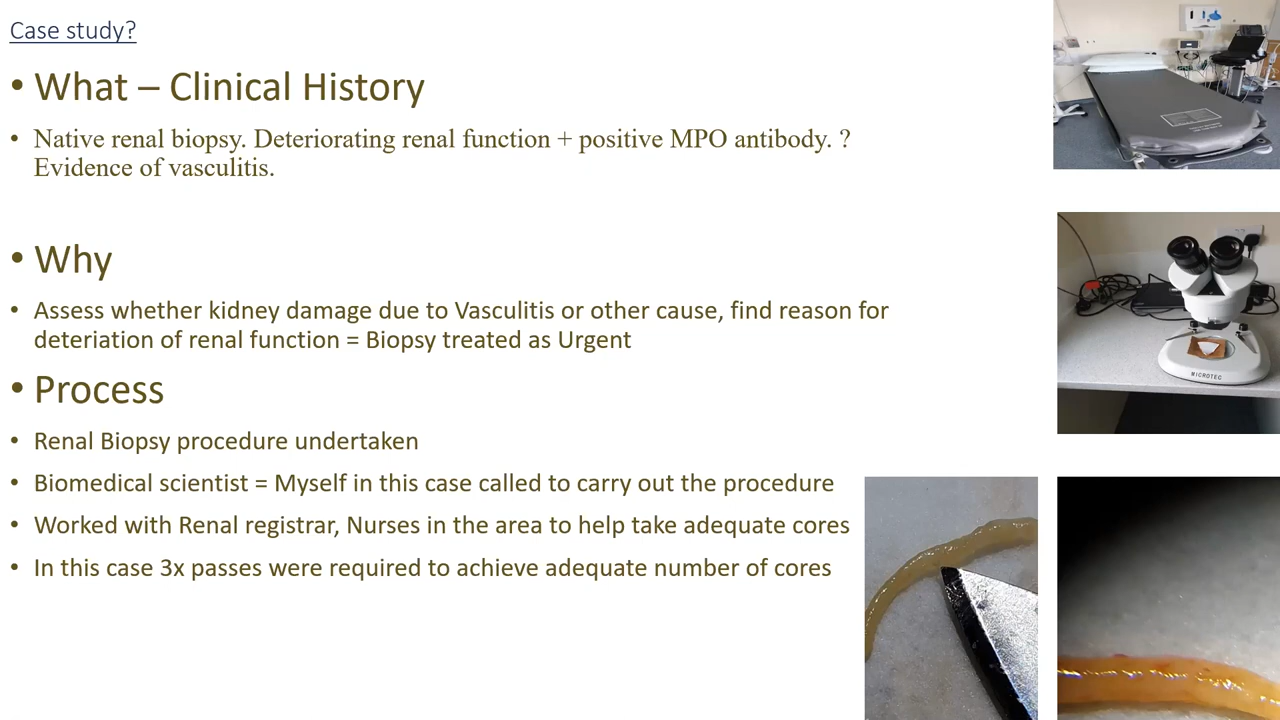 Case study?
• What – Clinical History
• Native renal biopsy. Deteriorating renal function + positive MPO antibody. ?
Evidence of vasculitis.
• Why
• Assess whether kidney damage due to Vasculitis or other cause, find reason for
deteriation of renal function = Biopsy treated as Urgent
• Process
• Renal Biopsy procedure undertaken
• Biomedical scientist = Myself in this case called to carry out the procedure
• Worked with Renal registrar, Nurses in the area to help take adequate cores
• In this case 3x passes were required to achieve adequate number of cores
MICROTEC